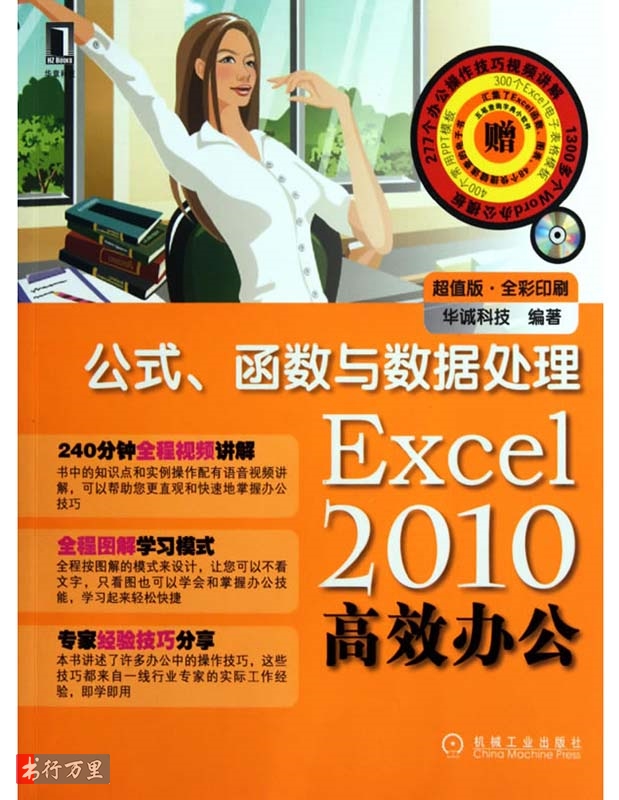 HZ Books
华章科技
277个办公操作技巧视频讲解
1300多个Word办公模板
300个Excel电子表格模板
400个常用PPT模板
赠
超值版·全彩印刷
华诚科技 编著
公式、函数与数据处理
Excel
2010
高效办公
240分钟全程视频讲解
书中的知识点和实例操作配有语音视频讲
解，可以帮助您更直观和快速地掌握办公
技巧
全程图解学习模式
全程按图解的模式来设计，让您可以不看
文字，只看图也可以学会和掌握办公技
能，学习起来轻松快捷
专家经验技巧分享
本书讲述了许多办公中的操作技巧，这些
技巧都来自一线行业专家的实际工作经
验，即学即用
机械工业出版社
China Machine Press
书行万里